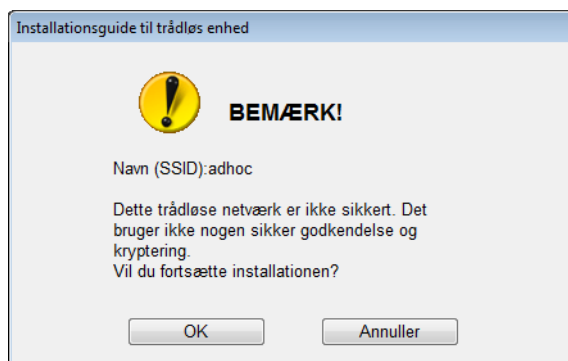 Installationsguide til trådløs enhed
BEMÆRK!
Navn (SSID):adhoc
Dette trådløse netværk er ikke sikkert. Det
bruger ikke nogen sikker godkendelse og
kryptering.
Vil du fortsætte installationen?
OK
Annuller